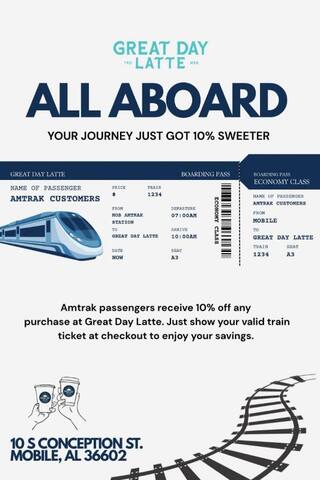 GREAT DAY
LATTE
ALL ABOARD
YOUR JOURNEY JUST GOT 10% SWEETER
GREAT DAY LATTE
BOARDING PASS
NAME OF PASSENGER
AMTRAK CUSTOMERS
PRICE
$
TRAIN
1234
FROM
MOB AMTRAK
STATION
DEPARTURE
07:00AM
TO
GREAT DAY LATTE
ARRIVE
10:00AM
DATE
NOW
SEAT
A3
ECONOMY CLASS
BOARDING PASS
ECONOMY CLASS
NAME OF PASSENGER
AMTRAK CUSTOMERS
FROM
MOBILE
TO
GREAT DAY LATTE
TRAIN
1234
SEAT
A3
Amtrak passengers receive 10% off any
purchase at Great Day Latte. Just show your valid train
ticket at checkout to enjoy your savings.
10 S CONCEPTION ST.
MOBILE, AL 36602